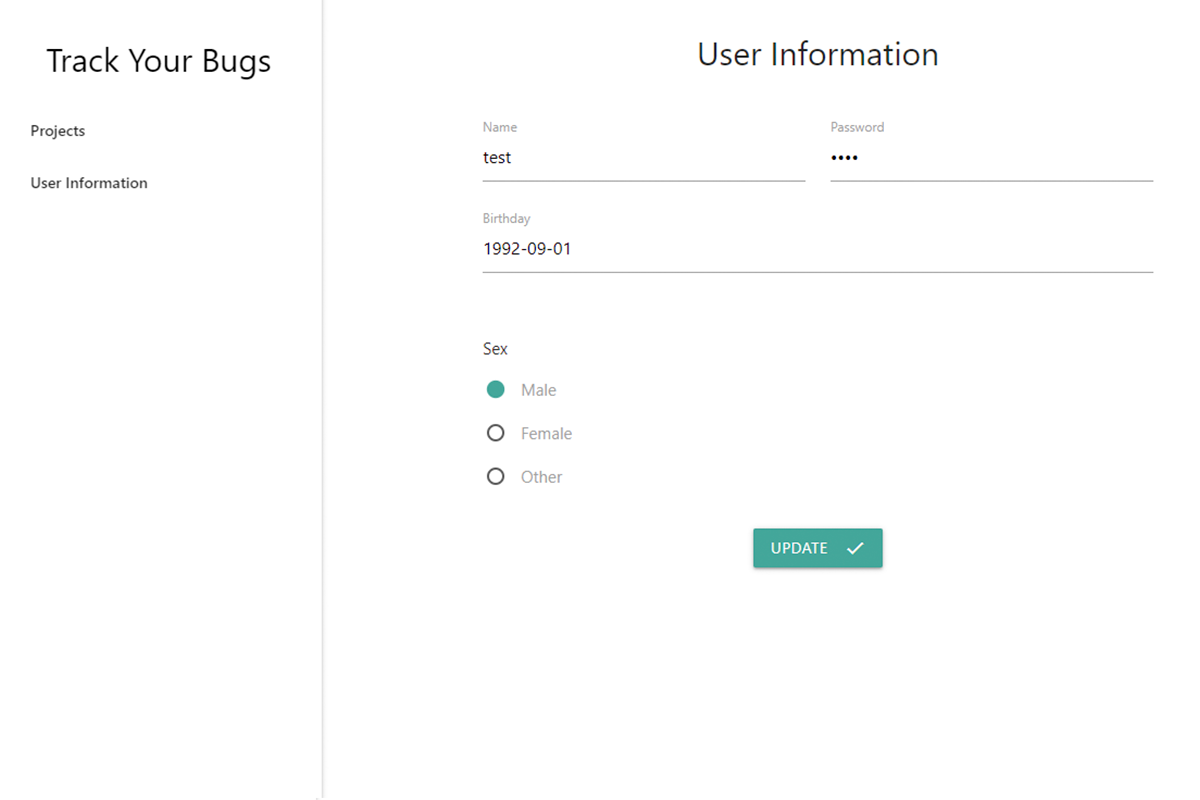 Track Your Bugs
Projects
User Information
User Information
Name
Password
test
••••
Birthday
1992-09-01
Sex
Male
Female
Other
UPDATE